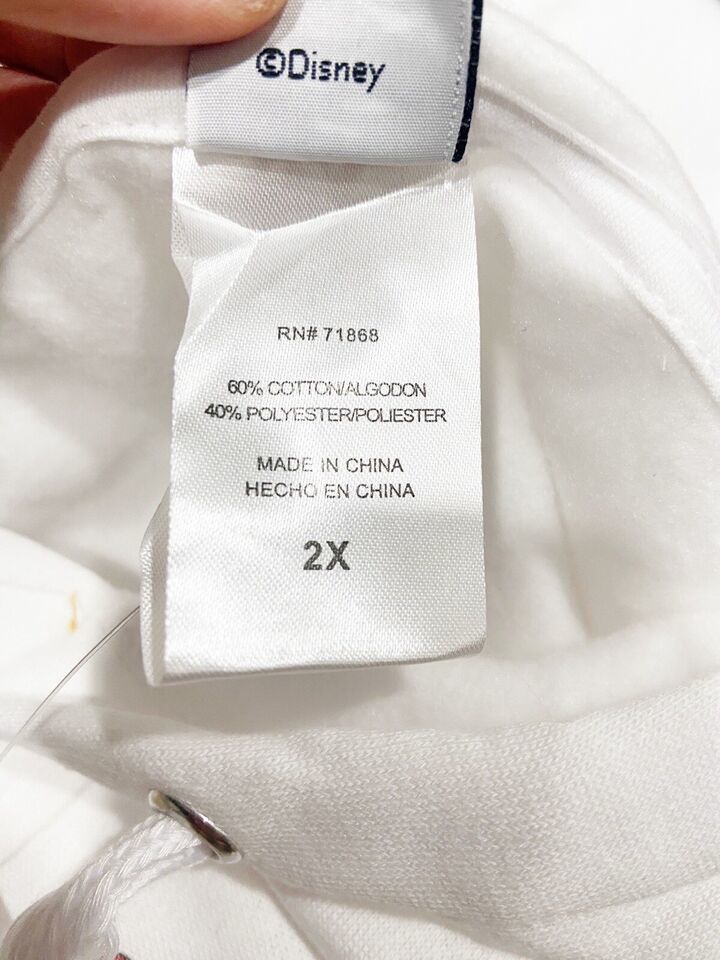 ©Disney
RN# 71868
60% COTTON/ALGODON
40% POLYESTER/POLIESTER
MADE IN CHINA
HECHO EN CHINA
2X